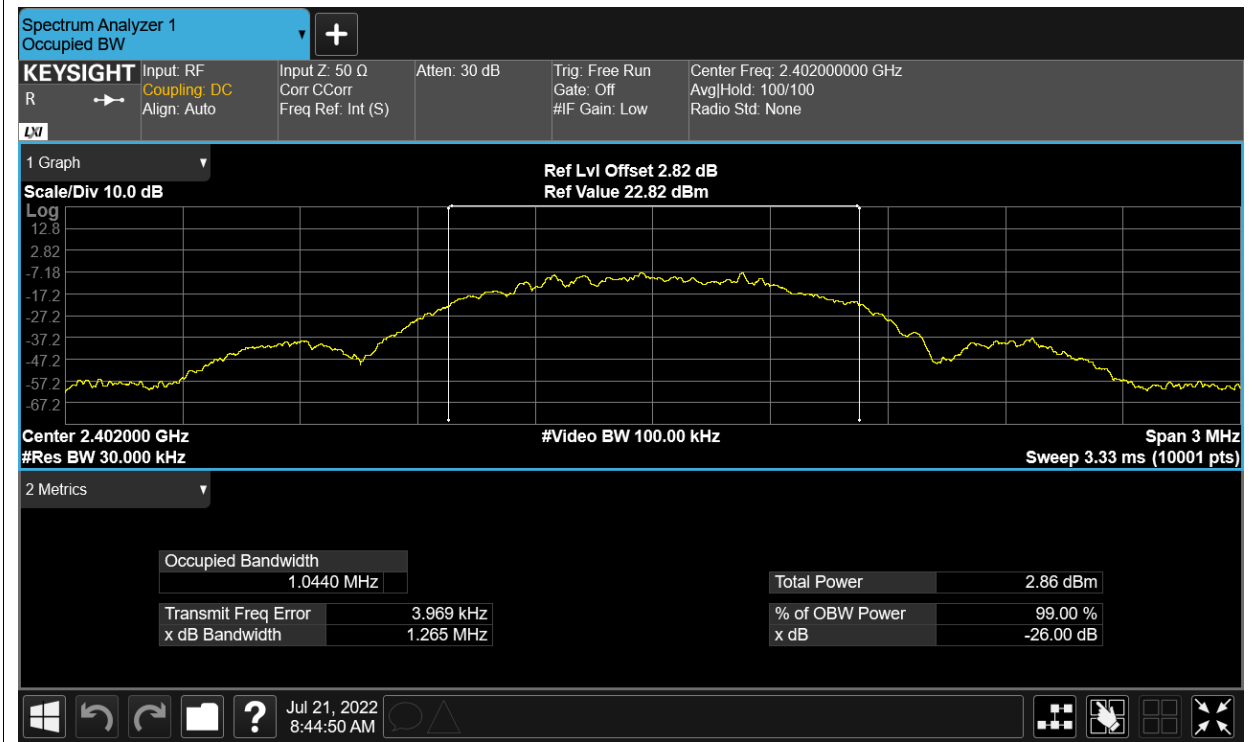 Spectrum Analyzer 1
Occupied BW
KEYSIGHT
R
LXI
Input: RF
Coupling: DC
Align: Auto
Input Z: 50 Ω
Corr CCorr
Freq Ref: Int (S)
Atten: 30 dB
Trig: Free Run
Gate: Off
#IF Gain: Low
Center Freq: 2.402000000 GHz
Avg|Hold: 100/100
Radio Std: None
1 Graph
Scale/Div 10.0 dB
Ref Lvl Offset 2.82 dB
Ref Value 22.82 dBm
Log
12.8
2.82
-7.18
-17.2
-27.2
-37.2
-47.2
-57.2
-67.2
Center 2.402000 GHz
#Video BW 100.00 kHz
Span 3 MHz
#Res BW 30.000 kHz
Sweep 3.33 ms (10001 pts)
2 Metrics
Occupied Bandwidth
1.0440 MHz
Total Power 2.86 dBm
Transmit Freq Error 3.969 kHz
% of OBW Power 99.00 %
x dB Bandwidth 1.265 MHz
x dB -26.00 dB
?
Jul 21, 2022
8:44:50 AM